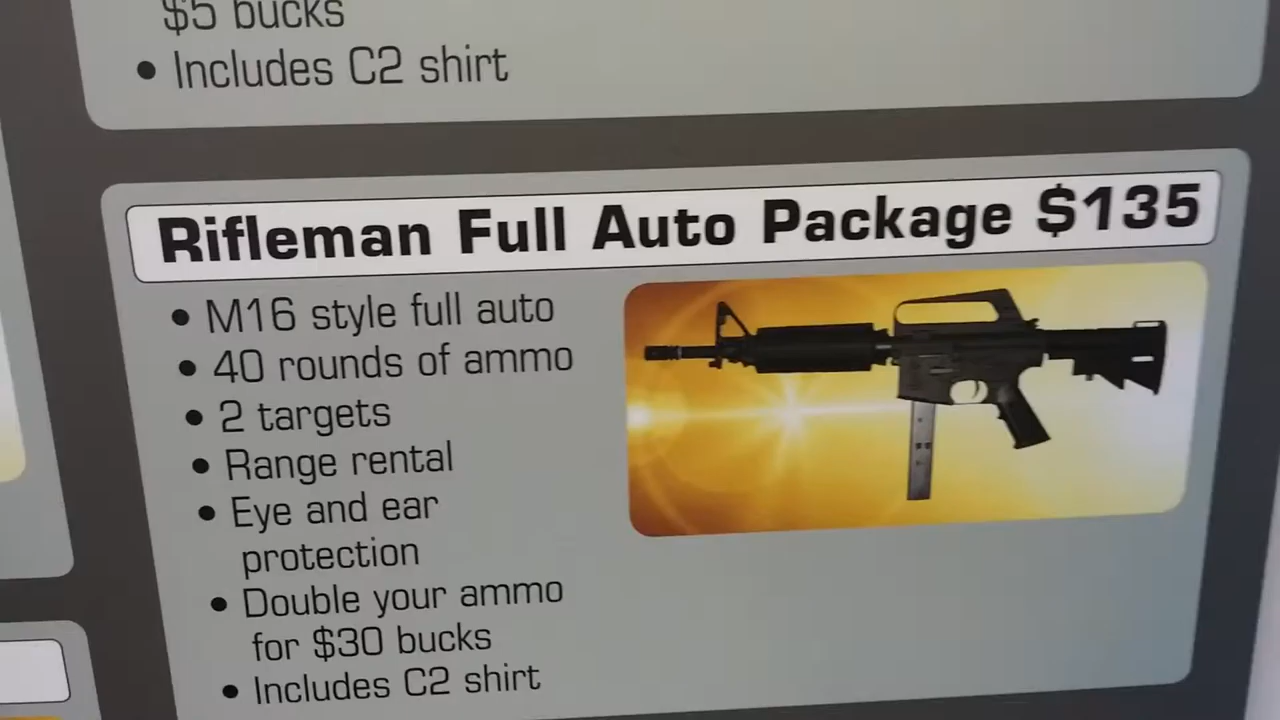 $5 bucks
• Includes C2 shirt
Rifleman Full Auto Package $135
• M16 style full auto
• 40 rounds of ammo
• 2 targets
• Range rental
• Eye and ear
protection
• Double your ammo
for $30 bucks
• Includes C2 shirt